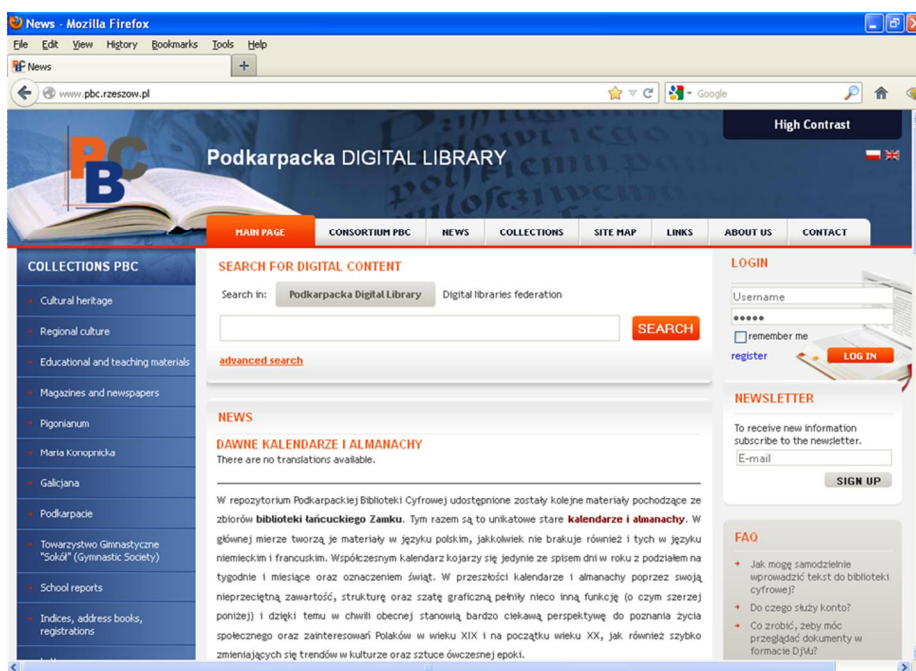 News - Mozilla Firefox
File Edit View History Bookmarks Tools Help
News
www.pbc.rzeszow.pl
Google
High Contrast
PBC
Podkarpacka DIGITAL LIBRARY
MAIN PAGE CONSORTIUM PBC NEWS COLLECTIONS SITE MAP LINKS ABOUT US CONTACT
COLLECTIONS PBC
Cultural heritage
Regional culture
Educational and teaching materials
Magazines and newspapers
Pigonianum
Maria Konopnicka
Galicjana
Podkarpacie
Towarzystwo Gimnastyczne
"Sokół" (Gymnastic Society)
School reports
Indices, address books,
registrations
SEARCH FOR DIGITAL CONTENT
Search in: Podkarpacka Digital Library Digital libraries federation
SEARCH
advanced search
NEWS
DAWNE KALENDARZE I ALMANACHY
There are no translations available.
W repozytorium Podkarpackiej Biblioteki Cyfrowej udostępnione zostały kolejne materiały pochodzące ze
zbiorów biblioteki łańcuckiego Zamku. Tym razem są to unikatowe stare kalendarze i almanachy. W
głównej mierze tworzą je materiały w języku polskim, jakkolwiek nie brakuje również i tych w języku
niemieckim i francuskim. Współczesnym kalendarz kojarzy się jedynie ze spisem dni w roku z podziałem na
tygodnie i miesiące oraz oznaczeniem świąt. W przeszłości kalendarze i almanachy poprzez swoją
nieprzeciętną zawartość, strukturę oraz szatę graficzną pełniły nieco inną funkcję (o czym szerzej
poniżej) i dzięki temu w chwili obecnej stanowią bardzo ciekawą perspektywę do poznania życia
społecznego oraz zainteresowań Polaków w wieku XIX i na początku wieku XX, jak również szybko
zmieniających się trendów w kulturze oraz sztuce ówczesnej epoki.
LOGIN
Username
•••••
remember me
register LOG IN
NEWSLETTER
To receive new information
subscribe to the newsletter.
E-mail
SIGN UP
FAQ
Jak mogę samodzielnie
wprowadzić tekst do biblioteki
cyfrowej?
Do czego służy konto?
Co zrobić, żeby móc
przeglądać dokumenty w
formacie DjVu?